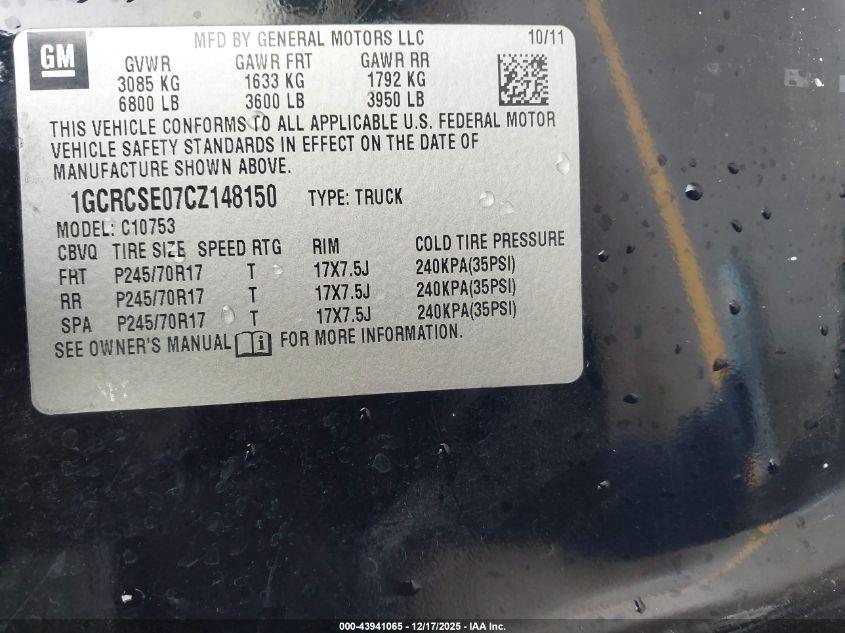 GM
MFD BY GENERAL MOTORS LLC 10/11
GVWR GAWR FRT GAWR RR
3085 KG 1633 KG 1792 KG
6800 LB 3600 LB 3950 LB
THIS VEHICLE CONFORMS TO ALL APPLICABLE U.S. FEDERAL MOTOR
VEHICLE SAFETY STANDARDS IN EFFECT ON THE DATE OF
MANUFACTURE SHOWN ABOVE.
1GCRCSE07CZ148150 TYPE: TRUCK
MODEL: C10753
CBVQ TIRE SIZE SPEED RTG RIM COLD TIRE PRESSURE
FRT P245/70R17 T 17X7.5J 240KPA(35PSI)
RR P245/70R17 T 17X7.5J 240KPA(35PSI)
SPA P245/70R17 T 17X7.5J 240KPA(35PSI)
SEE OWNER'S MANUAL i FOR MORE INFORMATION.
000-43941065 - 12/17/2025 - IAA Inc.